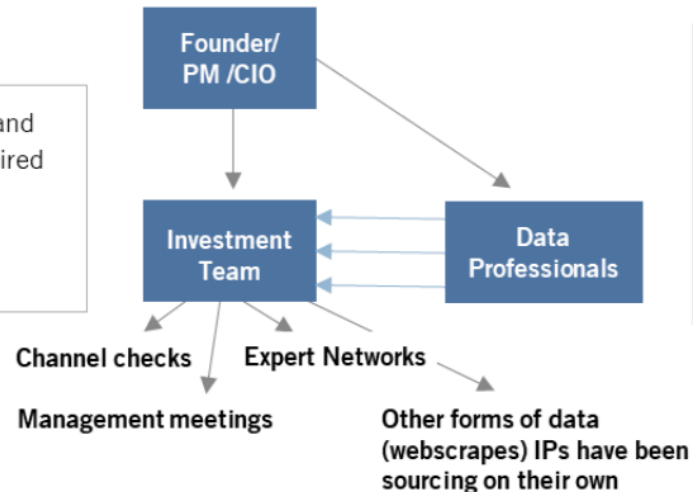 Founder/
PM /CIO
and
ired
Investment
Team
Data
Professionals
Channel checks
Expert Networks
Management meetings
Other forms of data
(webscrapes) IPs have been
sourcing on their own